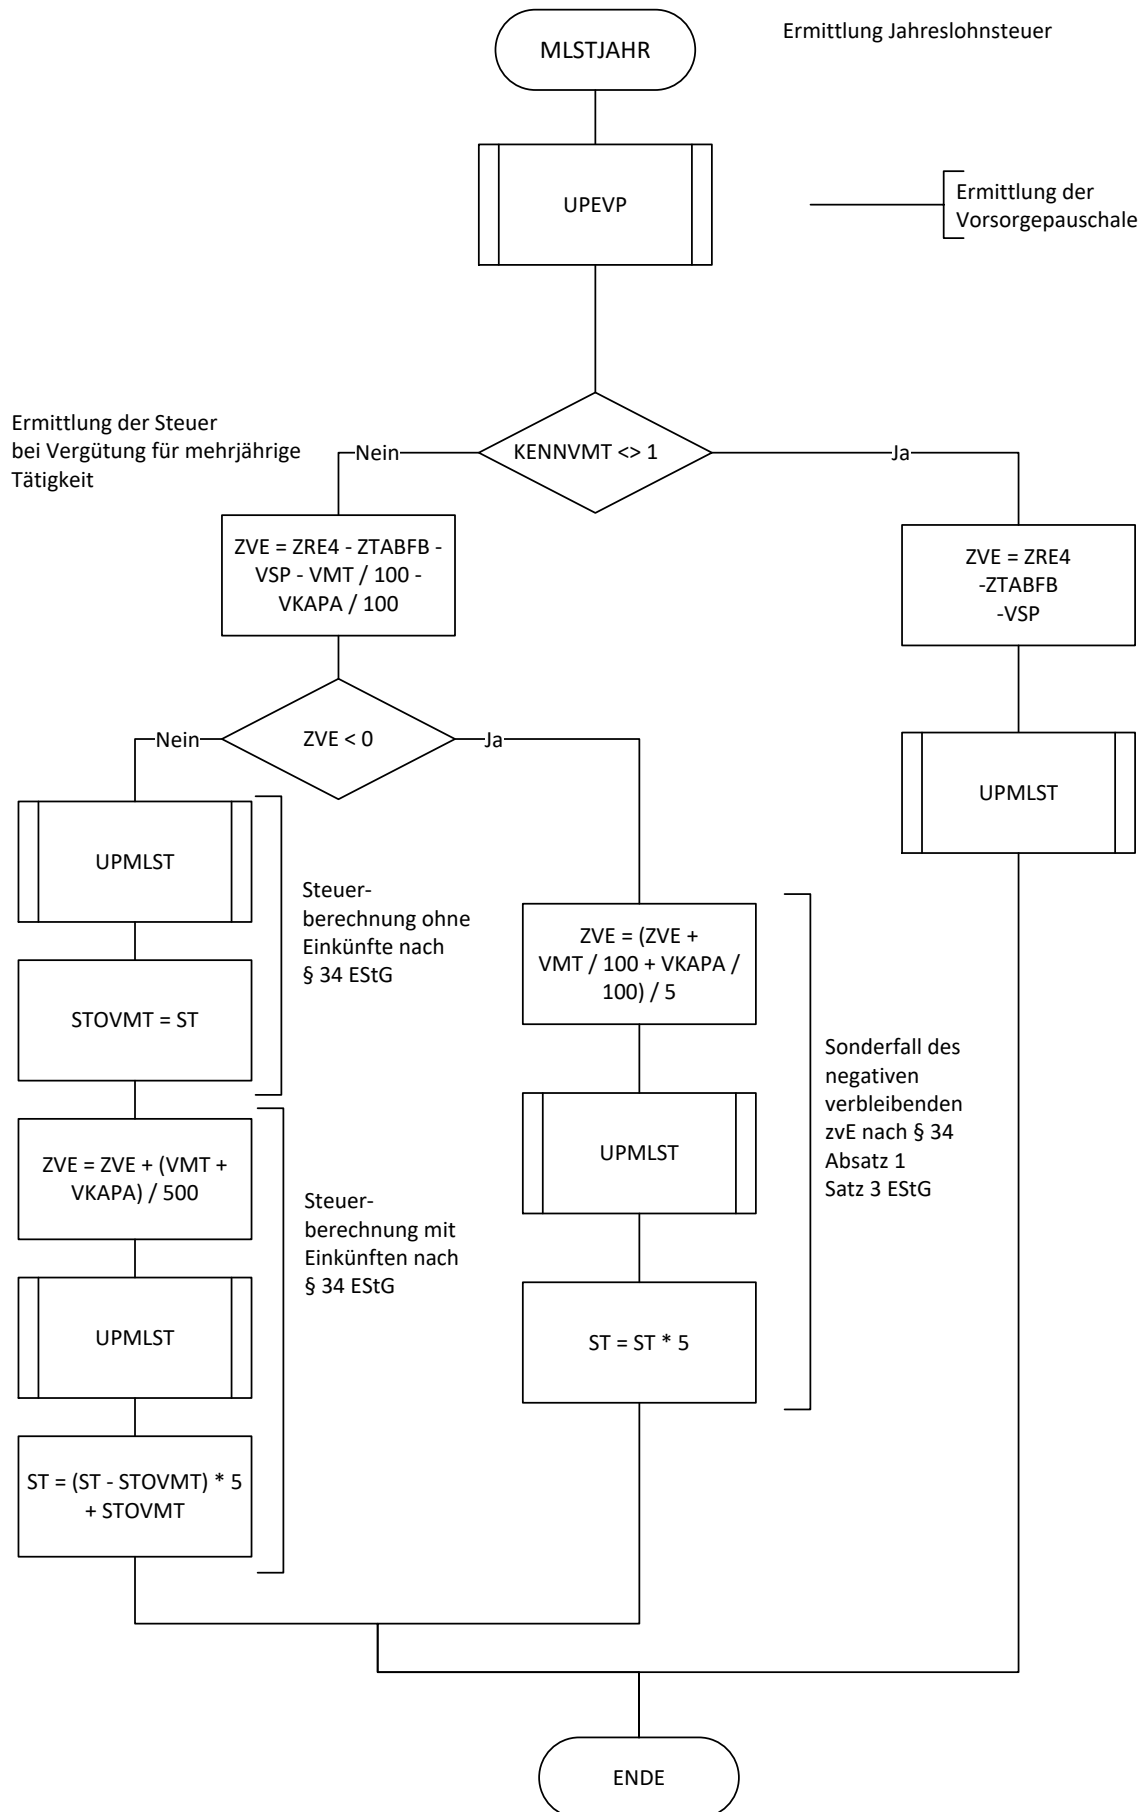 MLSTJAHR
Ermittlung Jahreslohnsteuer
UPEVP
Ermittlung der
Vorsorgepauschale
Ermittlung der Steuer
bei Vergütung für mehrjährige
Tätigkeit
Nein
KENNVMT <> 1
Ja
ZVE = ZRE4 - ZTABFB -
VSP - VMT / 100 -
VKAPA / 100
ZVE = ZRE4
-ZTABFB
-VSP
Nein
ZVE < 0
Ja
UPMLST
UPMLST
Steuer-
berechnung ohne
Einkünfte nach
§ 34 EStG
STOVMT = ST
ZVE = (ZVE +
VMT / 100 + VKAPA /
100) / 5
UPMLST
ST = ST * 5
Sonderfall des
negativen
verbleibenden
zvE nach § 34
Absatz 1
Satz 3 EStG
ZVE = ZVE + (VMT +
VKAPA) / 500
UPMLST
ST = (ST - STOVMT) * 5
+ STOVMT
Steuer-
berechnung mit
Einkünften nach
§ 34 EStG
ENDE